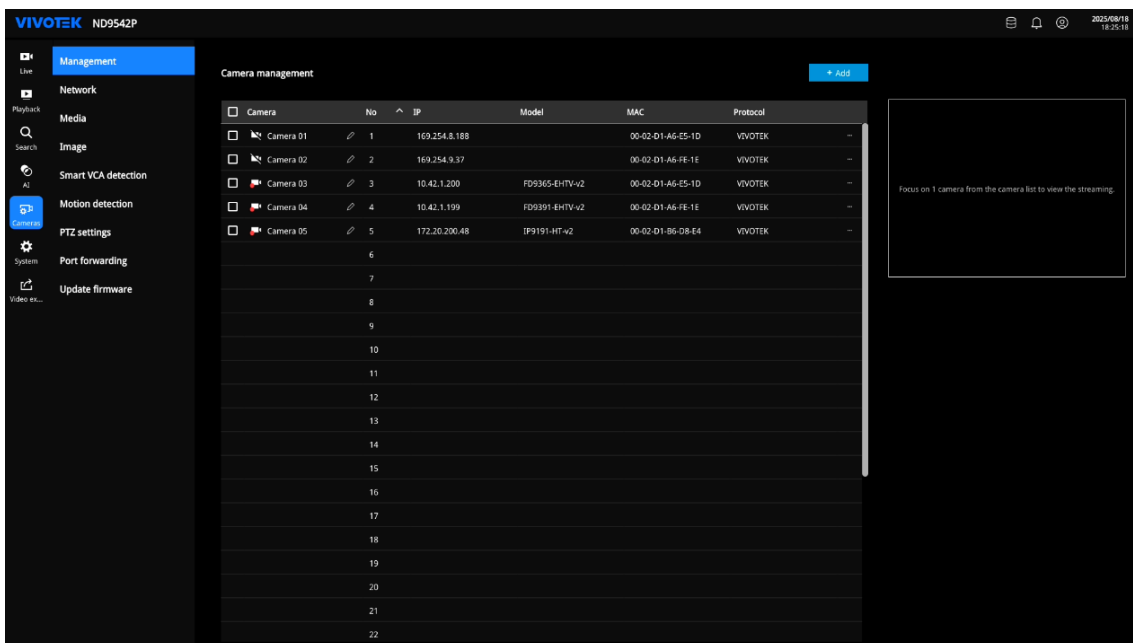 VIVOTEK ND9542P
2025/08/18
18:25:18
Live
Playback
Search
AI
Cameras
System
Video ex...
Management
Network
Media
Image
Smart VCA detection
Motion detection
PTZ settings
Port forwarding
Update firmware
Camera management
+ Add
Camera No IP Model MAC Protocol
Camera 01 1 169.254.8.188 00-02-D1-A6-E5-1D VIVOTEK ...
Camera 02 2 169.254.9.37 00-02-D1-A6-FE-1E VIVOTEK ...
Camera 03 3 10.42.1.200 FD9365-EHTV-v2 00-02-D1-A6-E5-1D VIVOTEK ...
Camera 04 4 10.42.1.199 FD9391-EHTV-v2 00-02-D1-A6-FE-1E VIVOTEK ...
Camera 05 5 172.20.200.48 IP9191-HT-v2 00-02-D1-B6-D8-E4 VIVOTEK ...
6
7
8
9
10
11
12
13
14
15
16
17
18
19
20
21
22
Focus on 1 camera from the camera list to view the streaming.